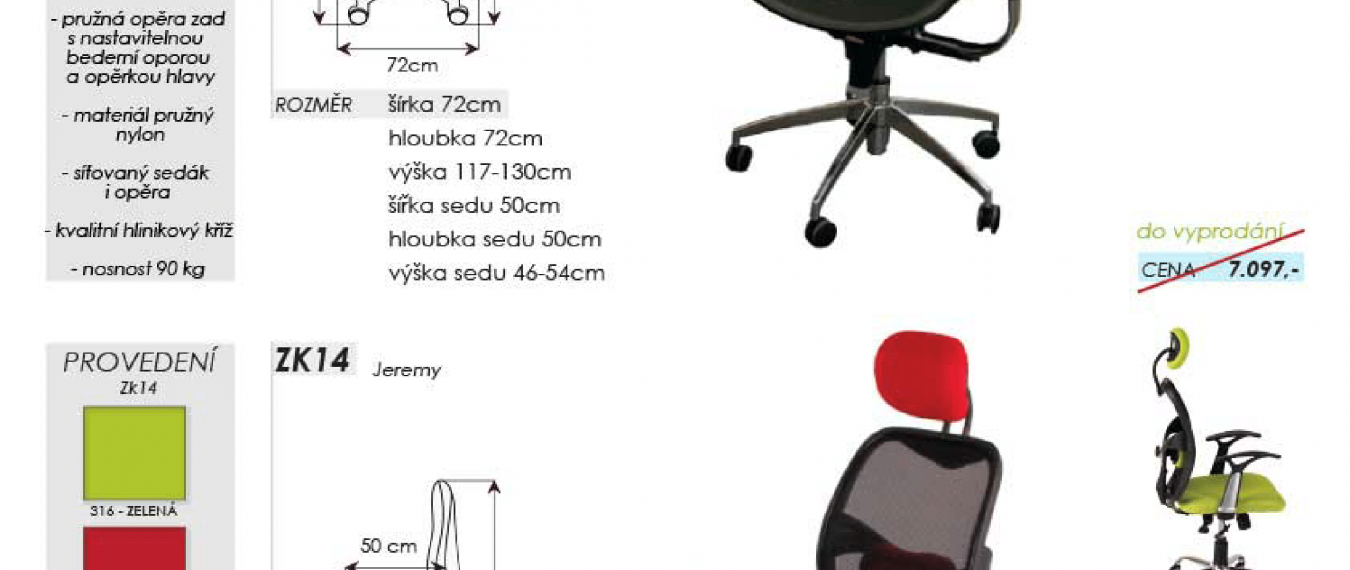 - pružná opěra zad
s nastavitelnou
bederní oporou
a opěrkou hlavy
- materiál pružný
nylon
- síťovaný sedák
i opěra
- kvalitní hlinikový kříž
- nosnost 90 kg
72cm
ROZMĚR šírka 72cm
hloubka 72cm
výška 117-130cm
šířka sedu 50cm
hloubka sedu 50cm
výška sedu 46-54cm
do vyprodání
CENA 7.097,-
PROVEDENÍ
Zk14
316 - ZELENÁ
ZK14 Jeremy
50 cm